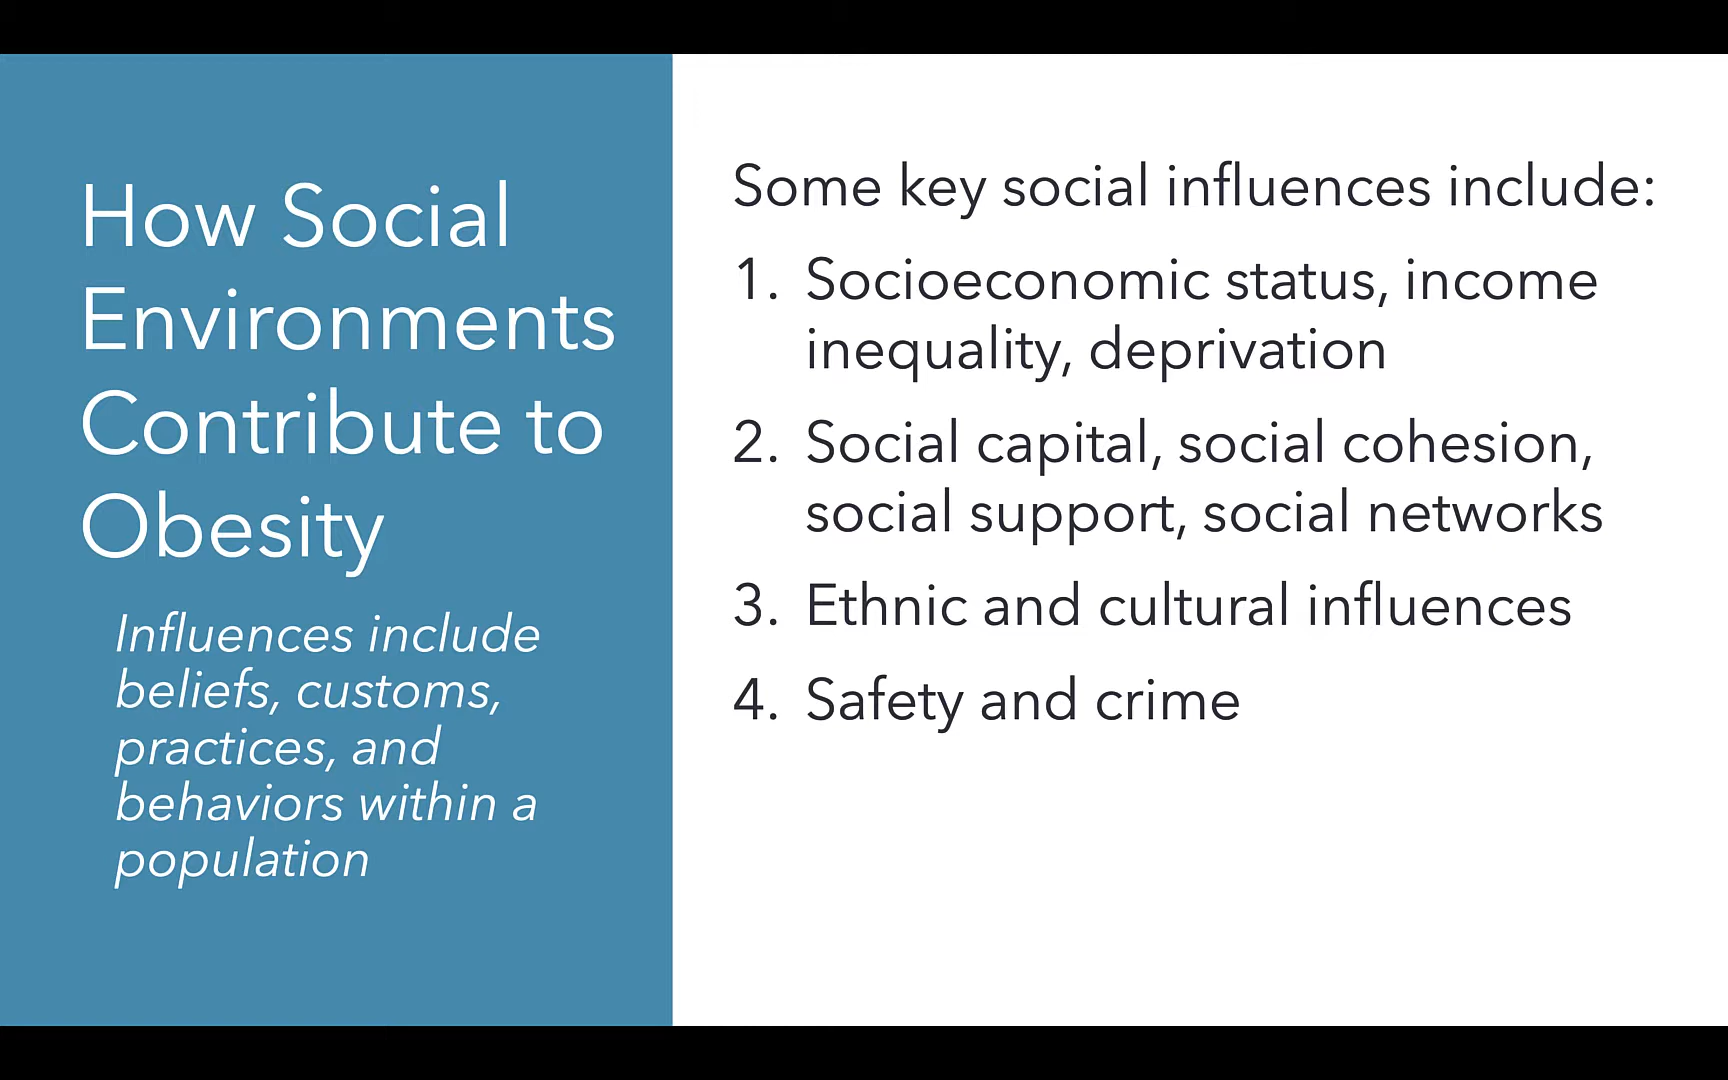 How Social
Environments
Contribute to
Obesity
Influences include
beliefs, customs,
practices, and
behaviors within a
population
Some key social influences include:
1. Socioeconomic status, income
inequality, deprivation
2. Social capital, social cohesion,
social support, social networks
3. Ethnic and cultural influences
4. Safety and crime